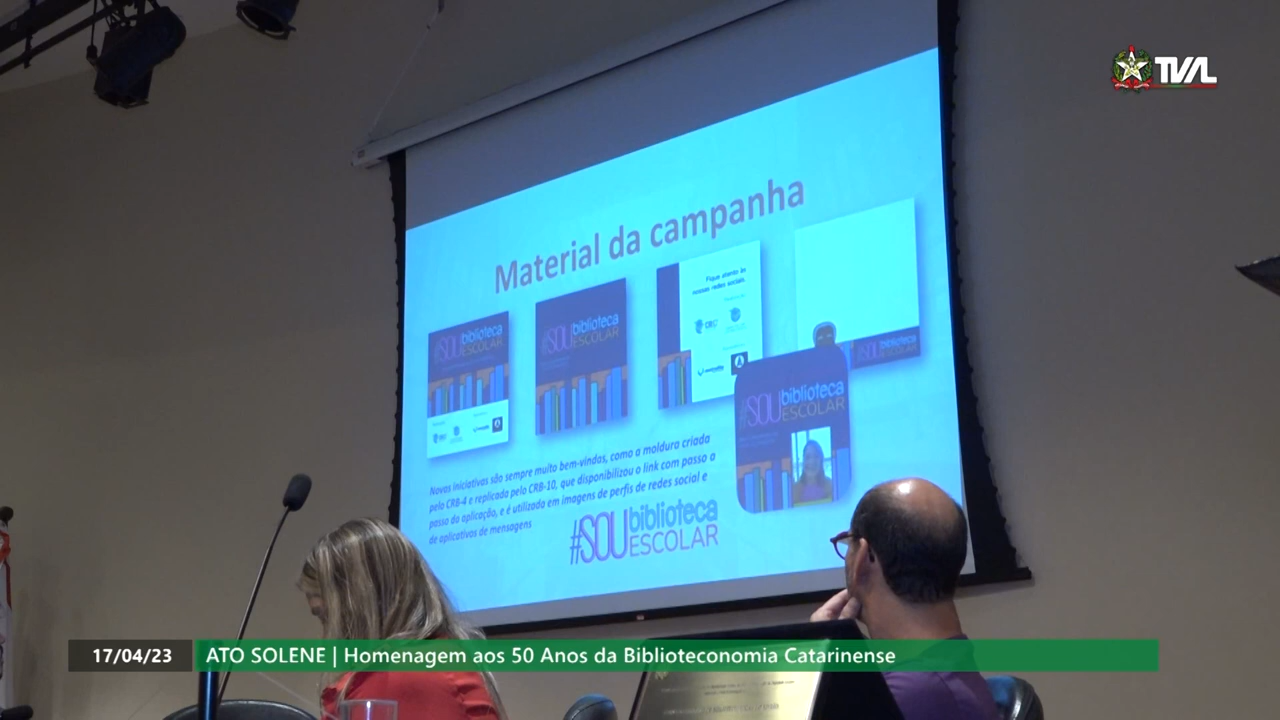 TVAL
Material da campanha
#SOU biblioteca
ESCOLAR
#SOU biblioteca
ESCOLAR
Fique atento às
nossas redes sociais.
#SOU biblioteca
ESCOLAR
#SOU biblioteca
ESCOLAR
Novas iniciativas são sempre muito bem-vindas, como a moldura criada
pelo CRB-4 e replicada pelo CRB-10, que disponibilizou o link com passo a
passo da aplicação, e é utilizada em imagens de perfis de redes social e
de aplicativos de mensagens
#SOU biblioteca
ESCOLAR
17/04/23 ATO SOLENE | Homenagem aos 50 Anos da Biblioteconomia Catarinense